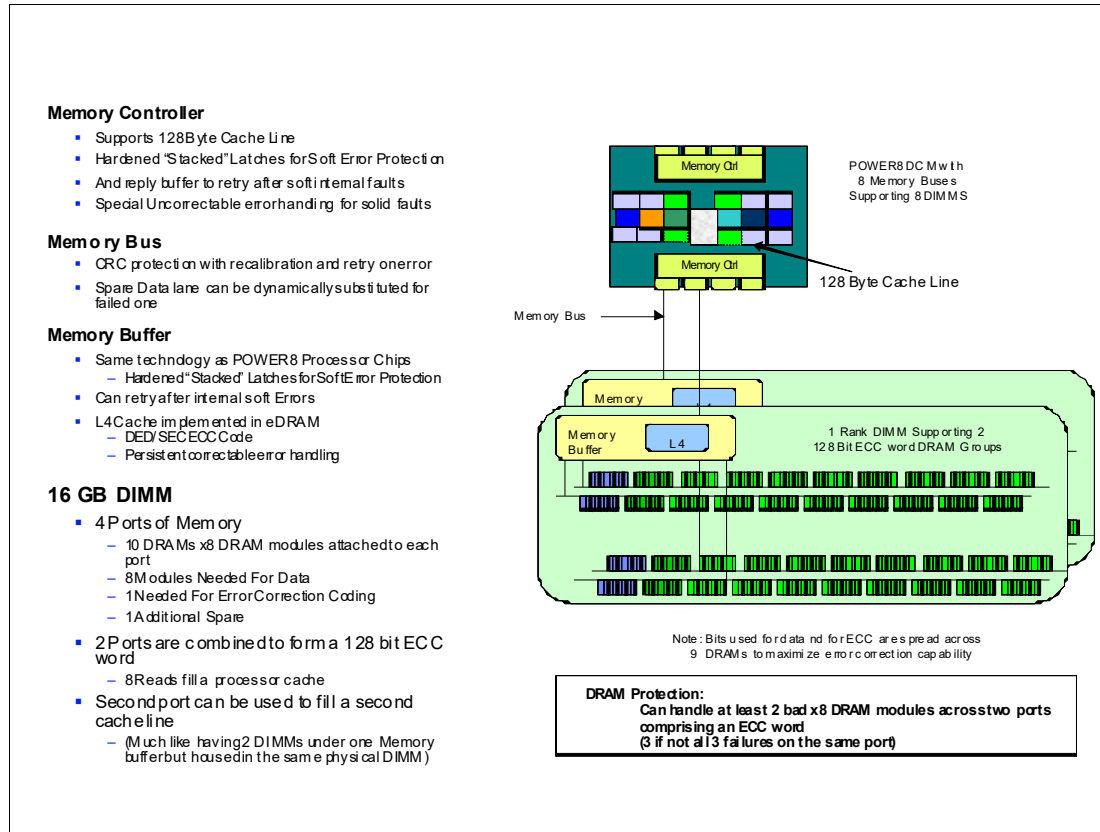 Memory Controller
Supports 128Byte Cache Line
Hardened “Stacked” Latches for Soft Error Protection
And reply buffer to retry after soft internal faults
Special Uncorrectable error handling for solid faults
Memory Bus
CRC protection with recalibration and retry on error
Spare Data lane can be dynamically substituted for
failed one
Memory Buffer
Same technology as POWER8 Processor Chips
– Hardened “Stacked” Latches for Soft Error Protection
Can retry after internal soft Errors
L4 Cache implemented in eDRAM
– DED/SEC ECC Code
– Persistent correctable error handling
16 GB DIMM
4 Ports of Memory
– 10 DRAMs x8 DRAM modules attached to each
port
– 8 Modules Needed For Data
– 1 Needed For Error Correction Coding
– 1 Additional Spare
2 Ports are combined to form a 128 bit ECC
word
– 8 Reads fill a processor cache
Second port can be used to fill a second
cache line
– (Much like having 2 DIMMs under one Memory
buffer but housed in the same physical DIMM)
Memory Ctrl
POWER8 DCM with
8 Memory Buses
Supporting 8 DIMMS
Memory Ctrl
128 Byte Cache Line
Memory Bus
Memory
Memory
Buffer
L4
1 Rank DIMM Supporting 2
128 Bit ECC word DRAM Groups
Note: Bits used for data nd for ECC are spread across
9 DRAMs to maximize error correction capability
DRAM Protection:
Can handle at least 2 bad x8 DRAM modules across two ports
comprising an ECC word
(3 if not all 3 failures on the same port)